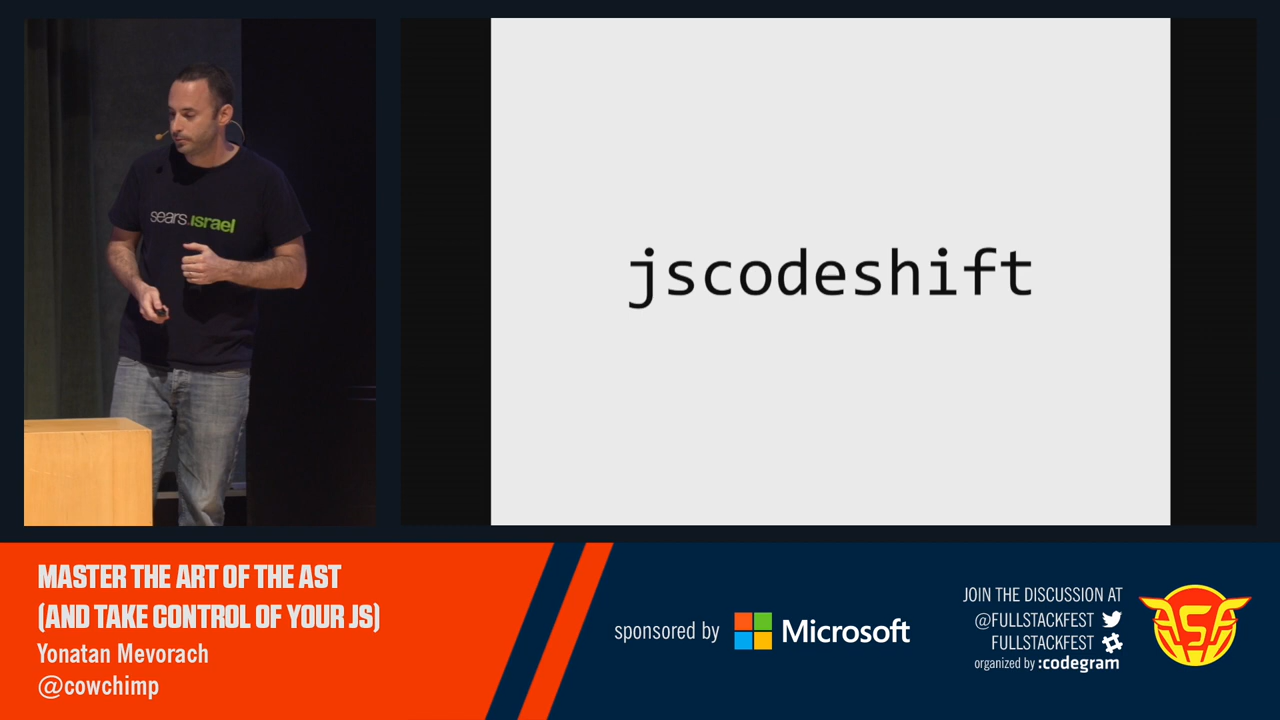 sears.israel
jscodeshift
MASTER THE ART OF THE AST
(AND TAKE CONTROL OF YOUR JS)
Yonatan Mevorach
@cowchimp
sponsored by Microsoft
JOIN THE DISCUSSION AT
@FULLSTACKFEST
FULLSTACKFEST
organized by :codegram
FSF